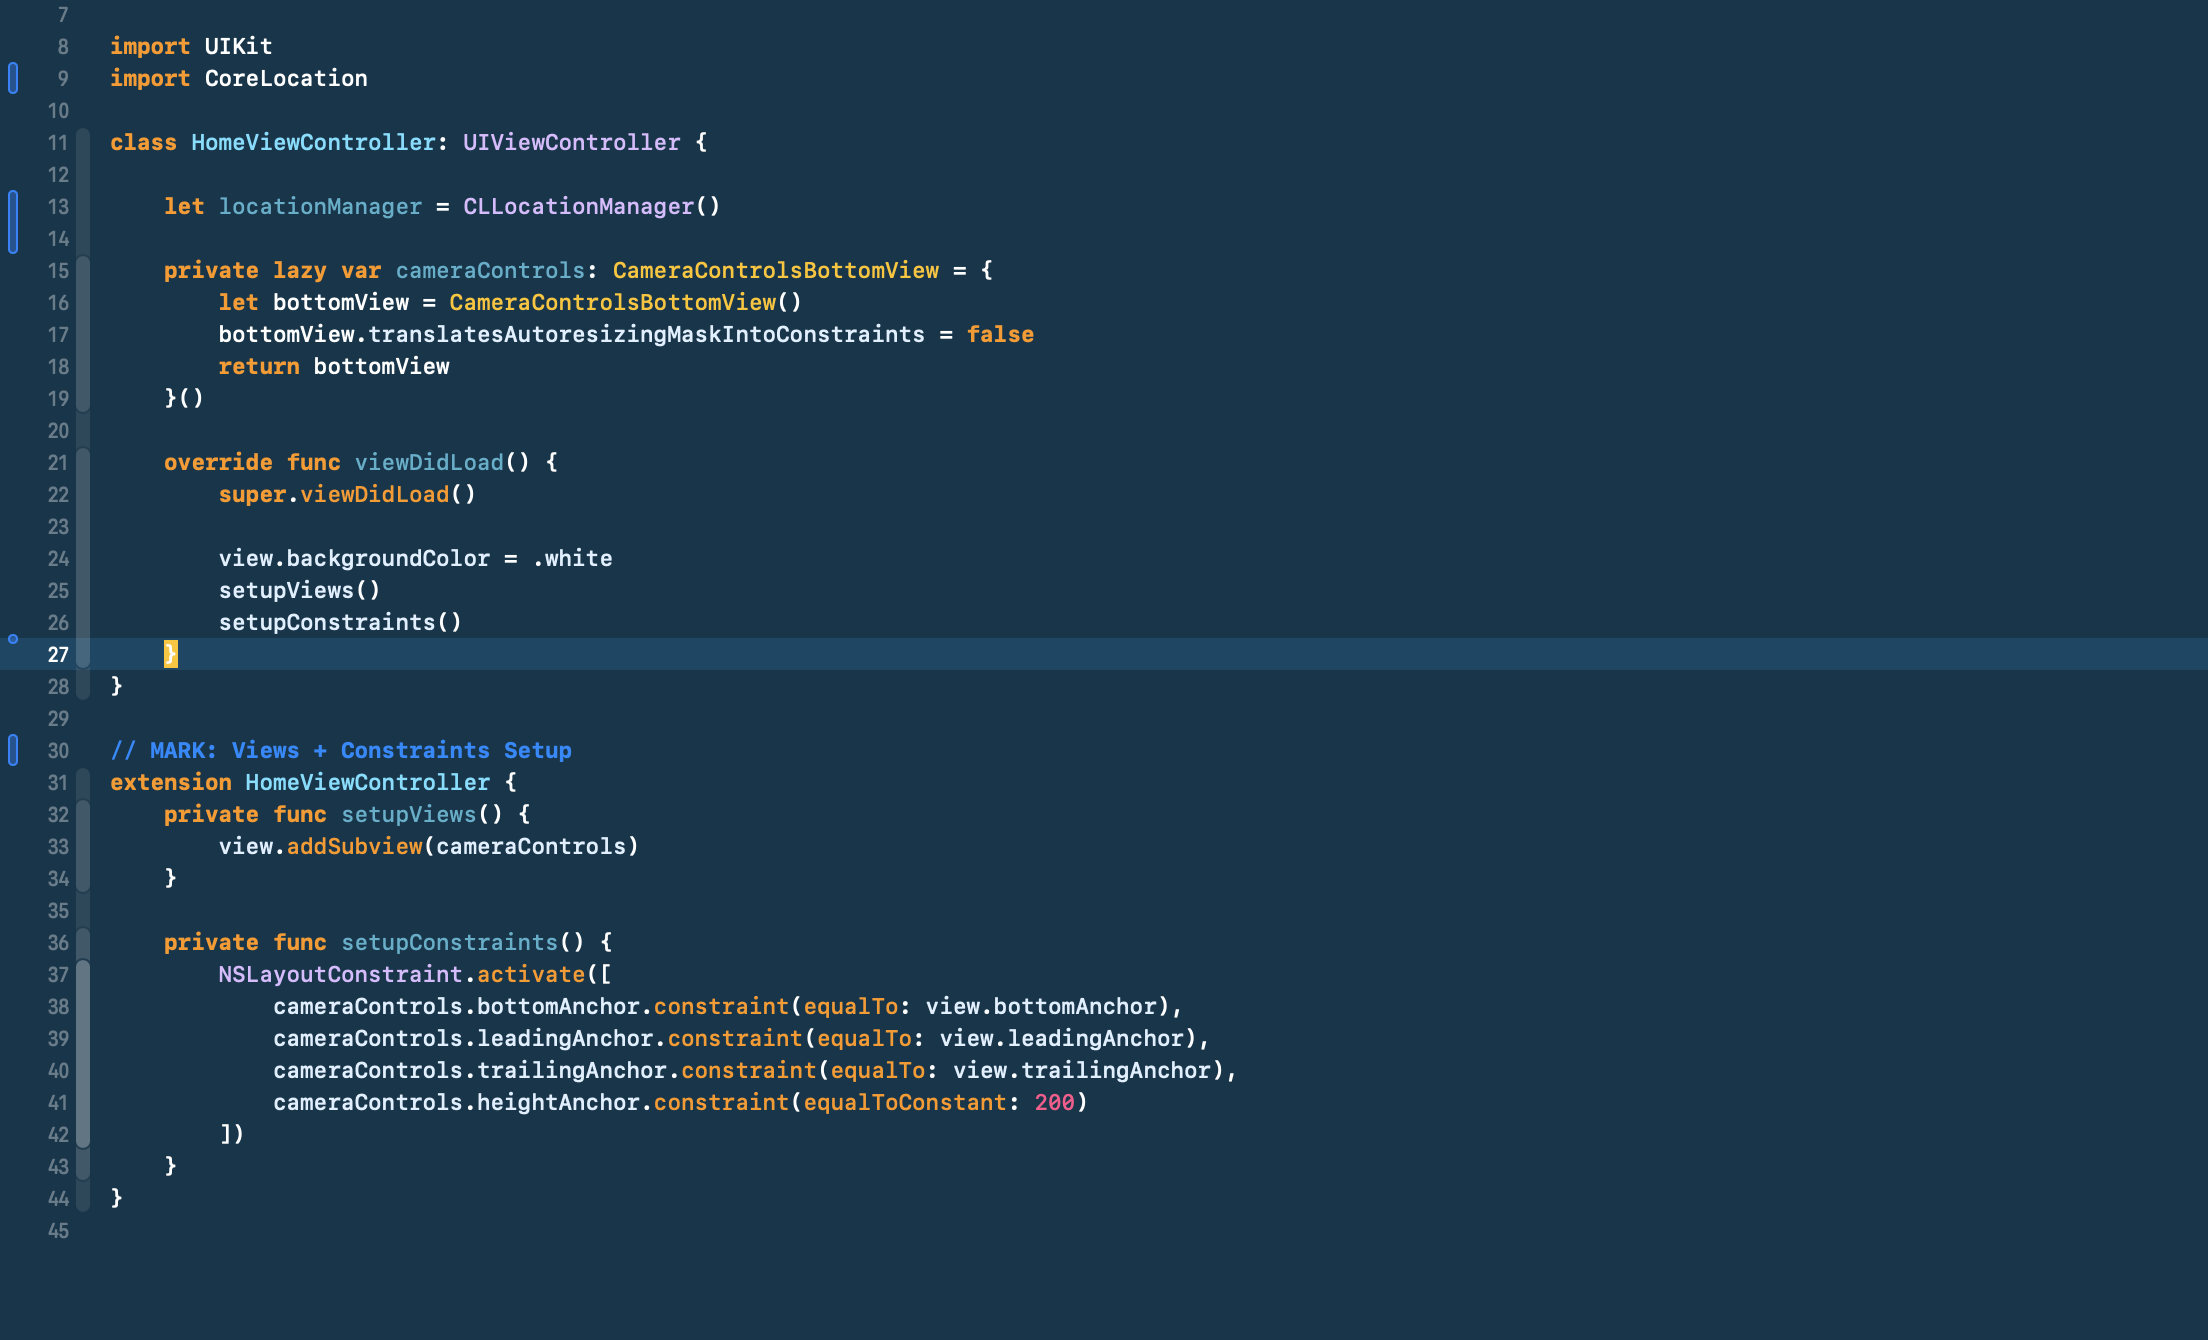 7
8 import UIKit
9 import CoreLocation
10
11 class HomeViewController: UIViewController {
12
13     let locationManager = CLLocationManager()
14
15     private lazy var cameraControls: CameraControlsBottomView = {
16         let bottomView = CameraControlsBottomView()
17         bottomView.translatesAutoresizingMaskIntoConstraints = false
18         return bottomView
19     }()
20
21     override func viewDidLoad() {
22         super.viewDidLoad()
23
24         view.backgroundColor = .white
25         setupViews()
26         setupConstraints()
27     }
28 }
29
30 // MARK: Views + Constraints Setup
31 extension HomeViewController {
32     private func setupViews() {
33         view.addSubview(cameraControls)
34     }
35
36     private func setupConstraints() {
37         NSLayoutConstraint.activate([
38             cameraControls.bottomAnchor.constraint(equalTo: view.bottomAnchor),
39             cameraControls.leadingAnchor.constraint(equalTo: view.leadingAnchor),
40             cameraControls.trailingAnchor.constraint(equalTo: view.trailingAnchor),
41             cameraControls.heightAnchor.constraint(equalToConstant: 200)
42         ])
43     }
44 }
45